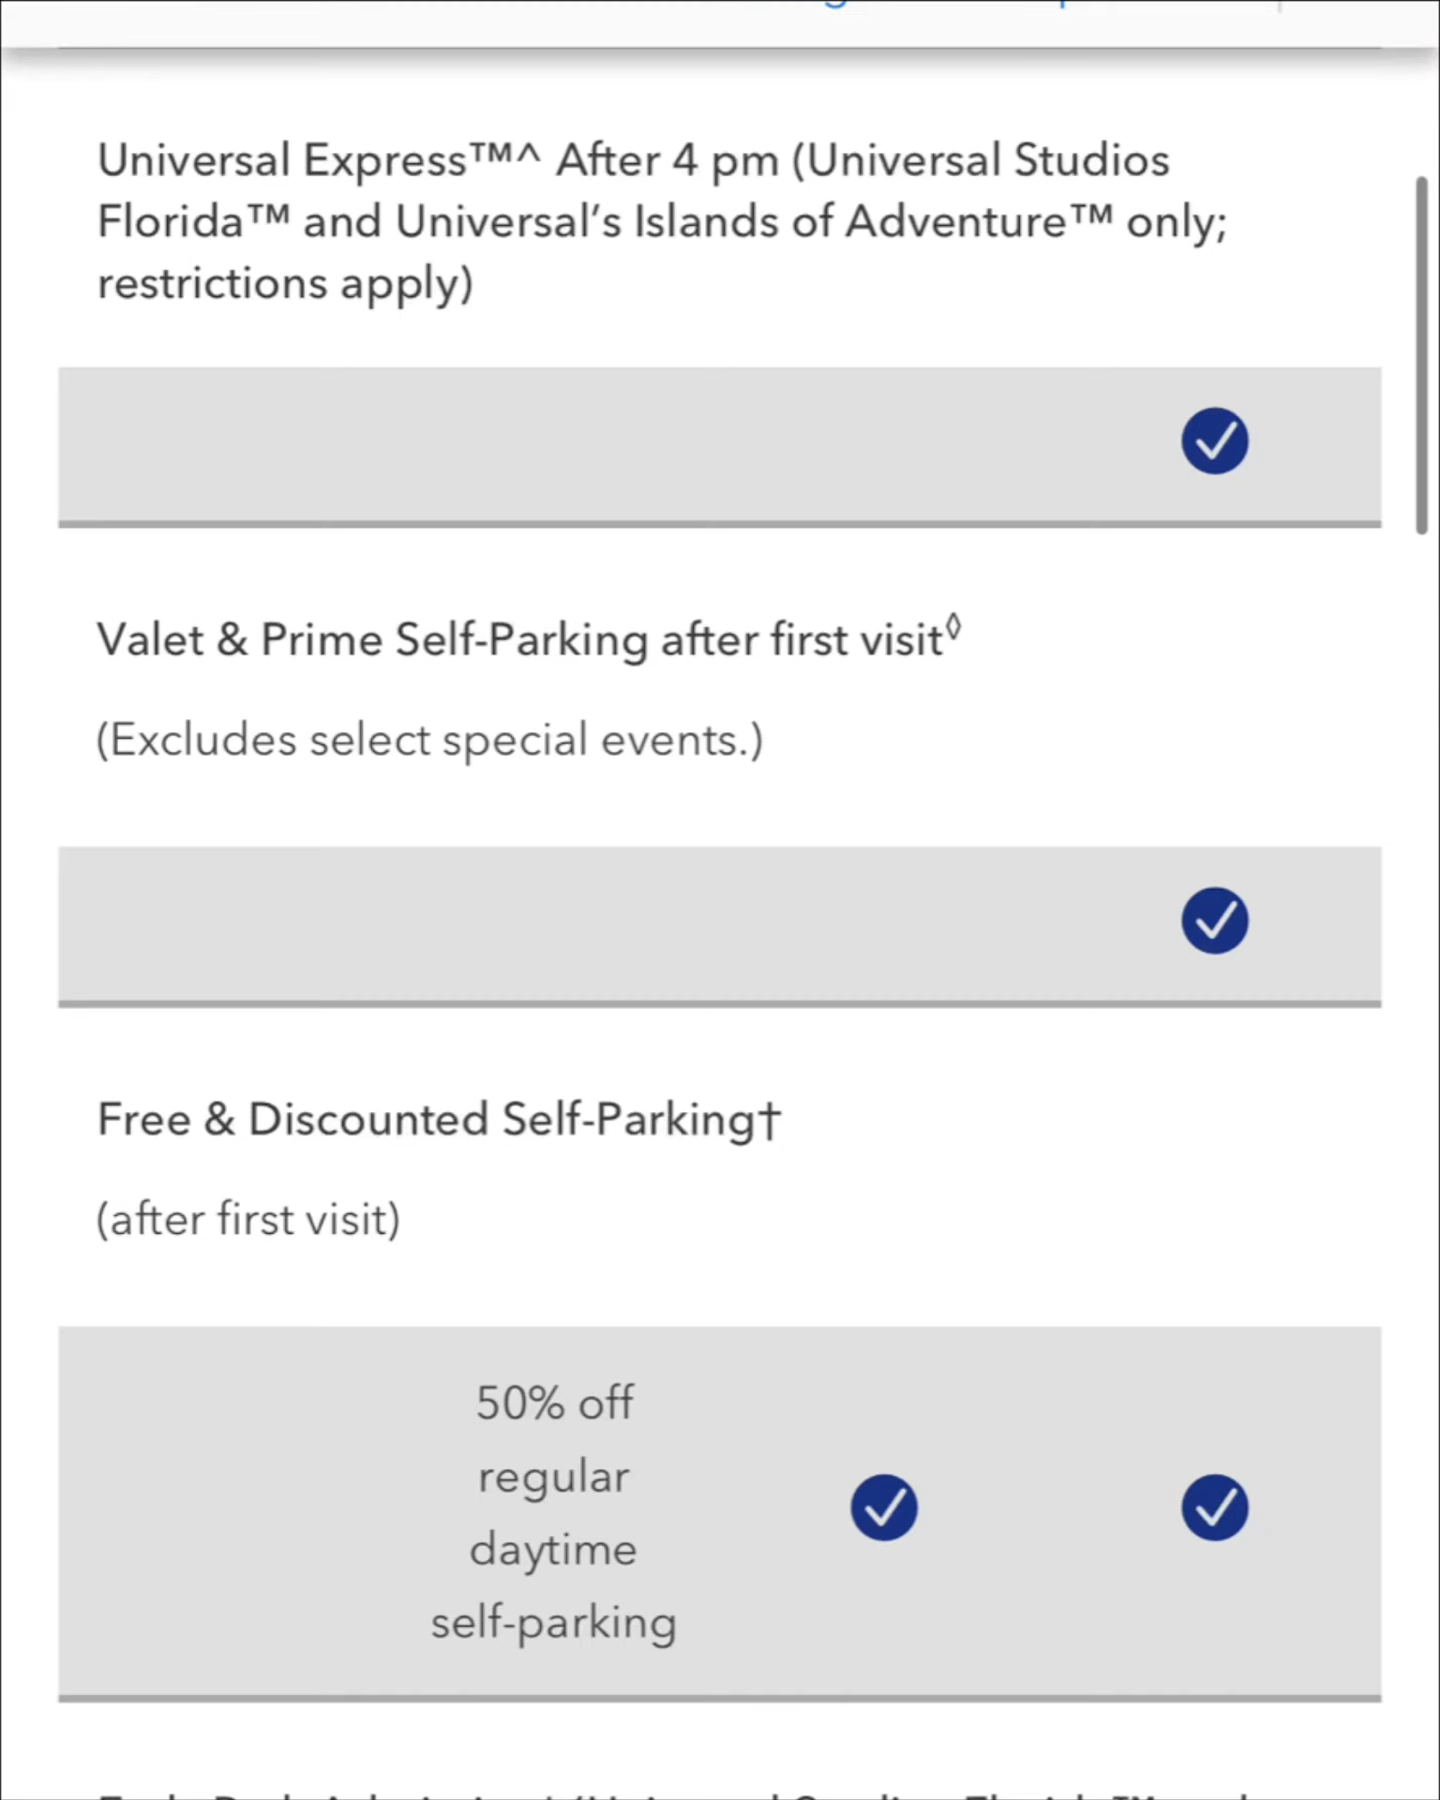 Universal Express™^ After 4 pm (Universal Studios
Florida™ and Universal’s Islands of Adventure™ only;
restrictions apply)
Valet & Prime Self-Parking after first visit◊
(Excludes select special events.)
Free & Discounted Self-Parking†
(after first visit)
50% off
regular
daytime
self-parking